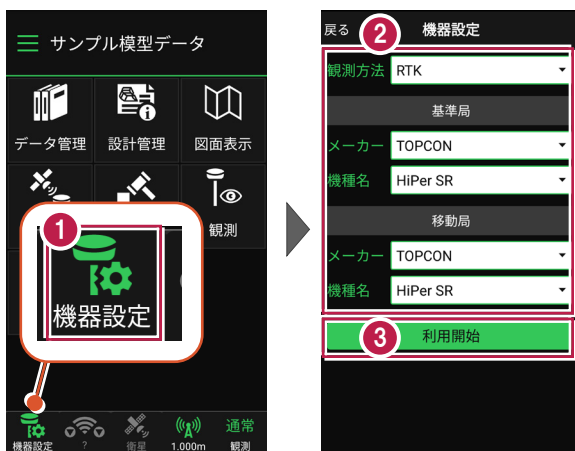 サンプル模型データ
データ管理
設計管理
図面表示
観測
1
機器設定
機器設定
?
衛星
1.000m
通常
観測
戻る
2
機器設定
観測方法
RTK
基準局
メーカー
TOPCON
機種名
HiPer SR
移動局
メーカー
TOPCON
機種名
HiPer SR
3
利用開始